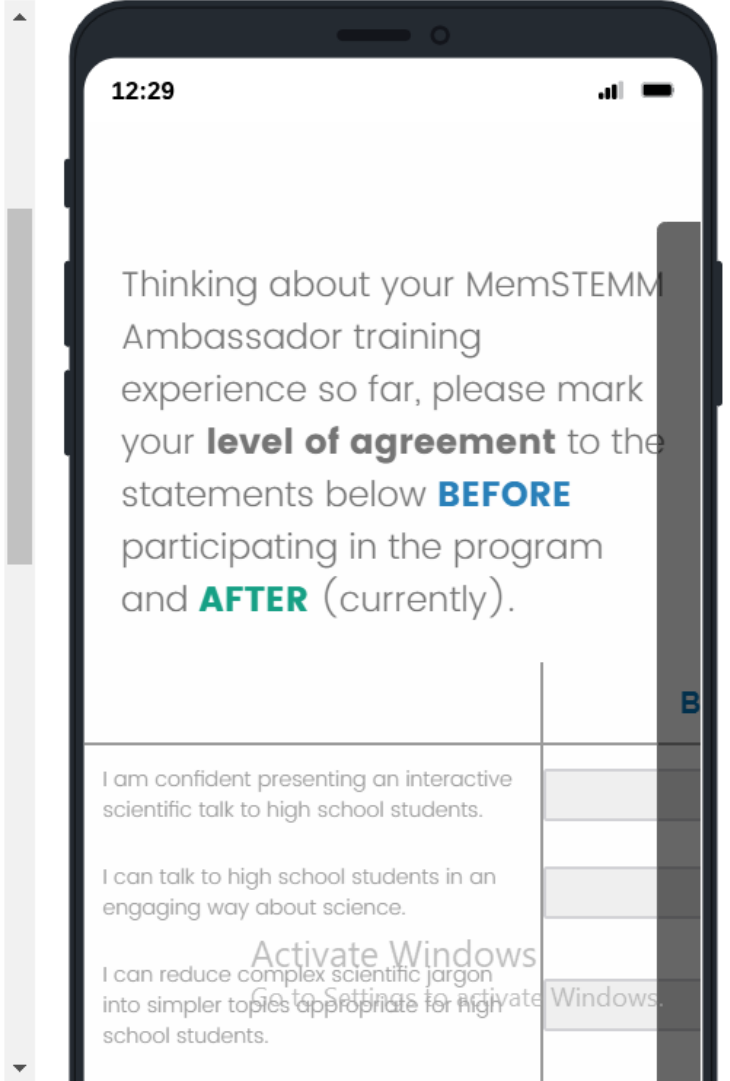 12:29
Thinking about your MemSTEMM
Ambassador training
experience so far, please mark
your level of agreement to the
statements below BEFORE
participating in the program
and AFTER (currently).
B
I am confident presenting an interactive
scientific talk to high school students.
I can talk to high school students in an
engaging way about science.
I can reduce complex scientific jargon
into simpler topics appropriate for high
school students.
Activate Windows
Go to Settings to activate Windows.